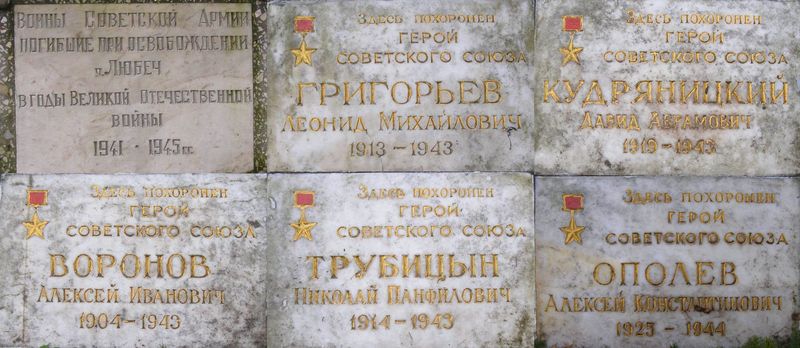 Воины Советской Армии
погибшие при освобождении
п. Любеч
в годы Великой Отечественной
войны
1941 - 1945 гг.
Здесь похоронен
ГЕРОЙ
СОВЕТСКОГО СОЮЗА
ГРИГОРЬЕВ
Леонид Михайлович
1913 – 1943
Здесь похоронен
ГЕРОЙ
СОВЕТСКОГО СОЮЗА
КУДРЯНИЦКИЙ
Давид Абрамович
1919 – 1943
Здесь похоронен
ГЕРОЙ
СОВЕТСКОГО СОЮЗА
ВОРОНОВ
Алексей Иванович
1904 – 1943
Здесь похоронен
ГЕРОЙ
СОВЕТСКОГО СОЮЗА
ТРУБИЦЫН
Николай Панфилович
1914 – 1943
Здесь похоронен
ГЕРОЙ
СОВЕТСКОГО СОЮЗА
ОПОЛЕВ
Алексей Константинович
1923 – 1944